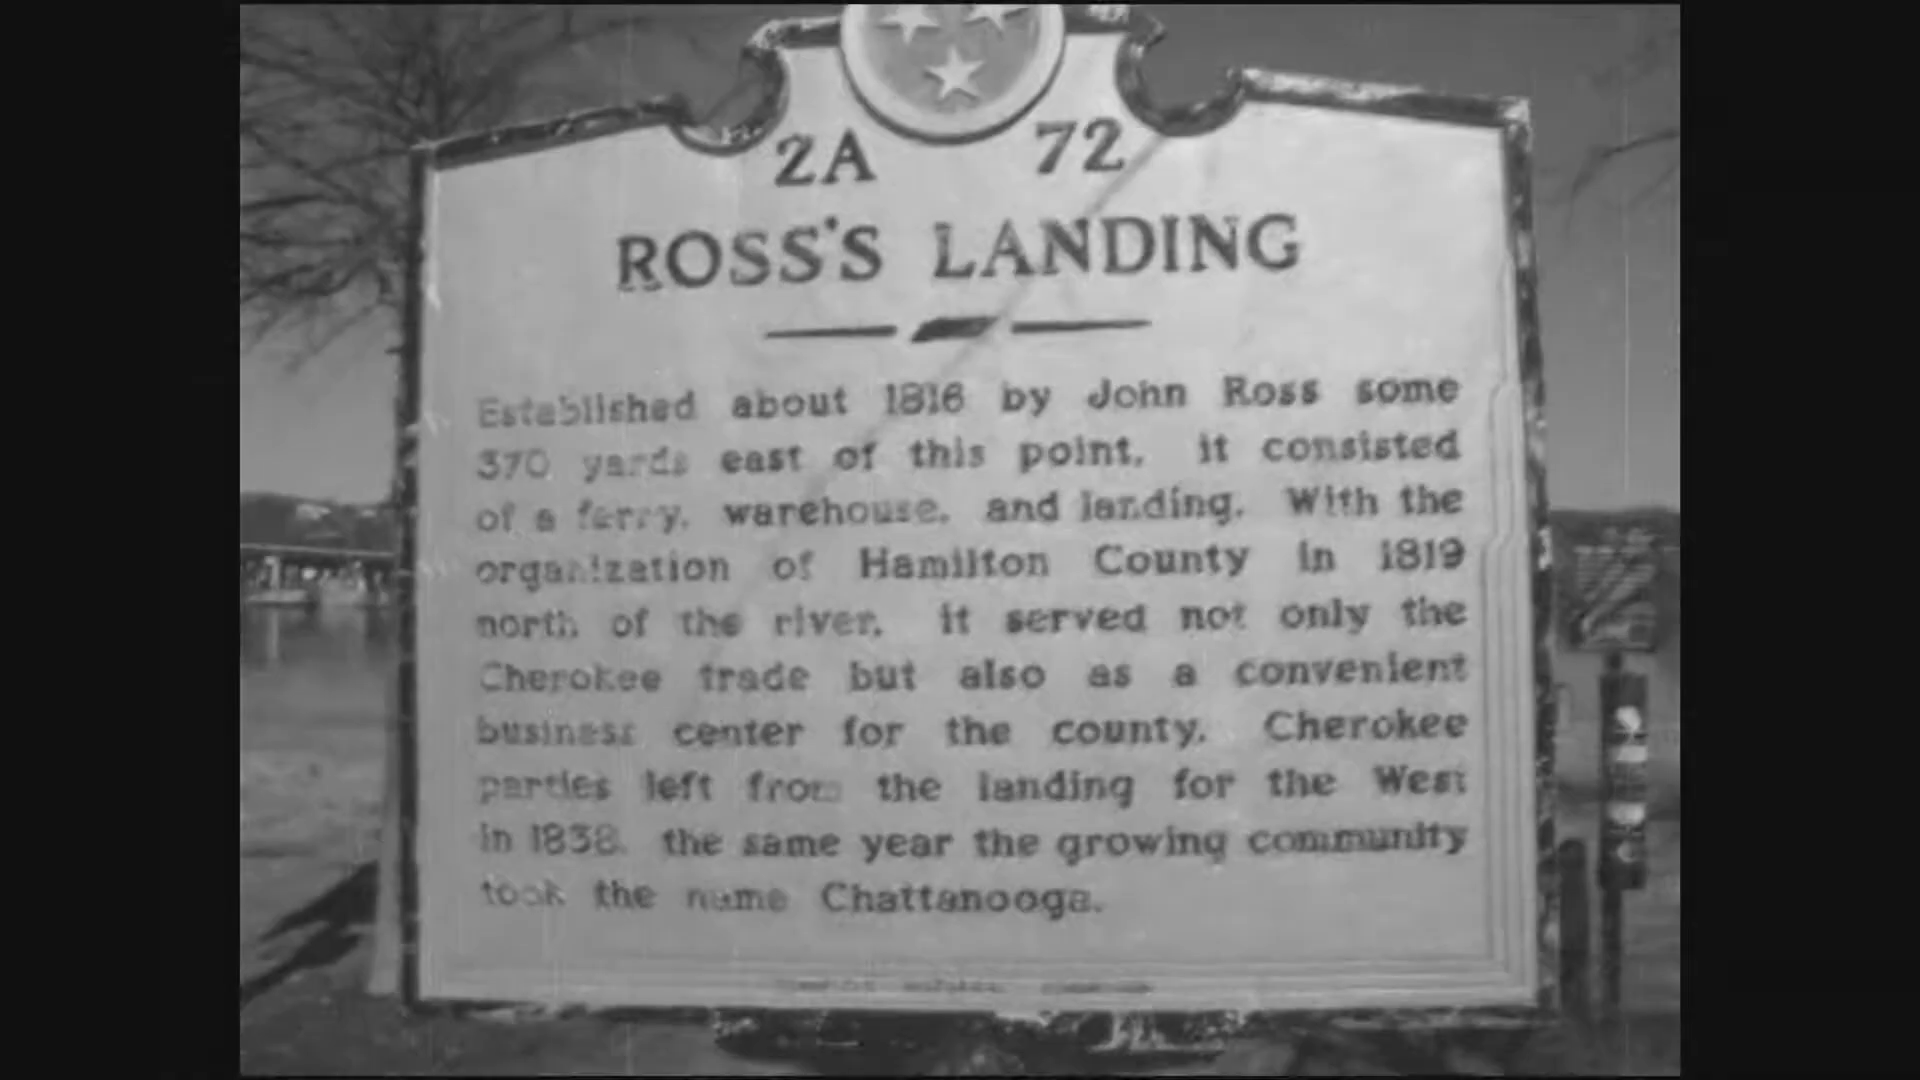 2A 72
ROSS'S LANDING
Established about 1816 by John Ross some
370 yards east of this point, it consisted
of a ferry, warehouse, and landing. With the
organization of Hamilton County in 1819
north of the river, it served not only the
Cherokee trade but also as a convenient
business center for the county. Cherokee
parties left from the landing for the West
in 1838, the same year the growing community
took the name Chattanooga.